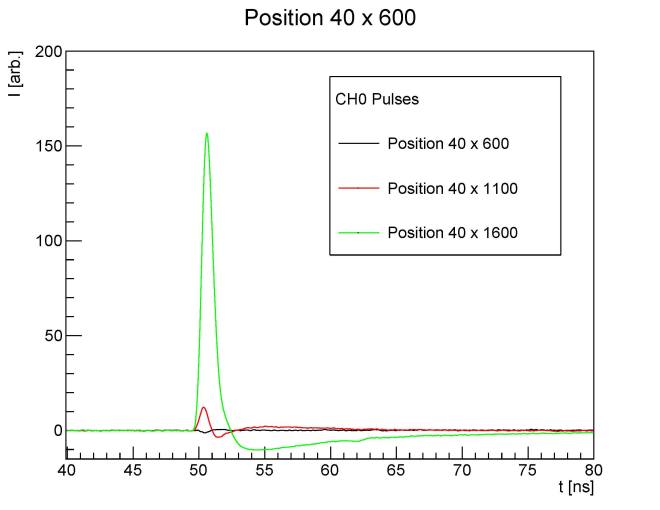 Position 40 x 600
I [arb.]
200
150
100
50
0
CH0 Pulses
Position 40 x 600
Position 40 x 1100
Position 40 x 1600
40 45 50 55 60 65 70 75 80
t [ns]